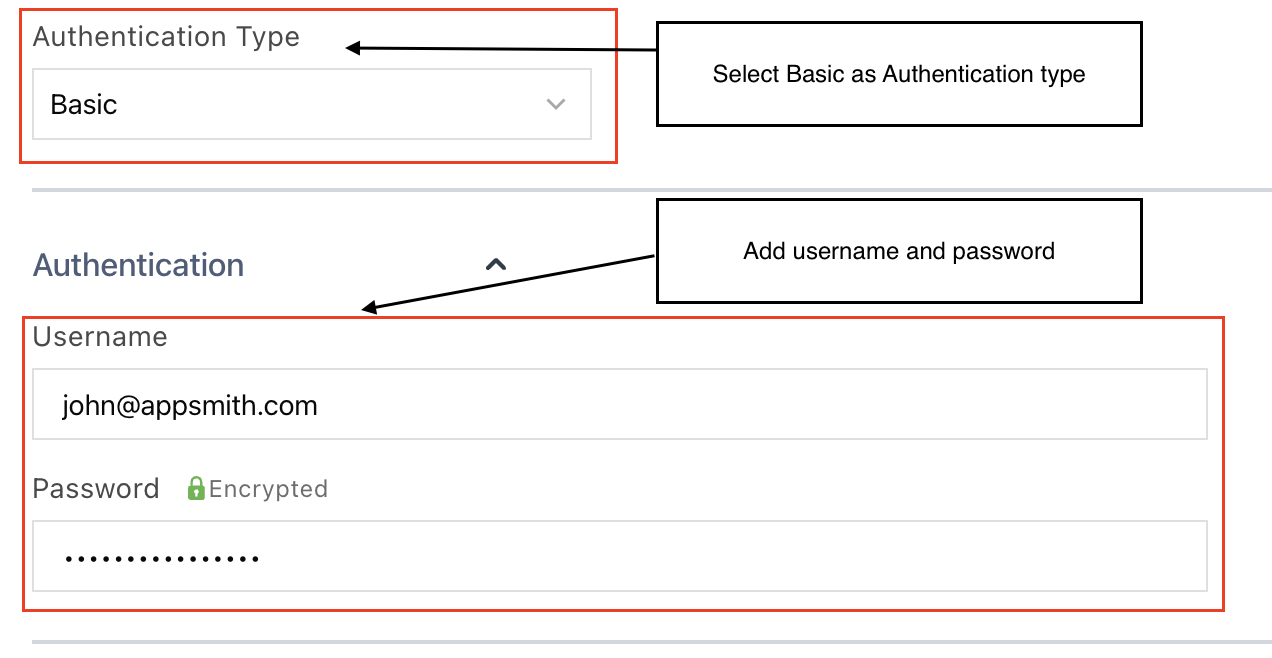 Authentication Type
Select Basic as Authentication type
Basic
Add username and password
Authentication
Username
john@appsmith.com
Password Encrypted
••••••••••••••••